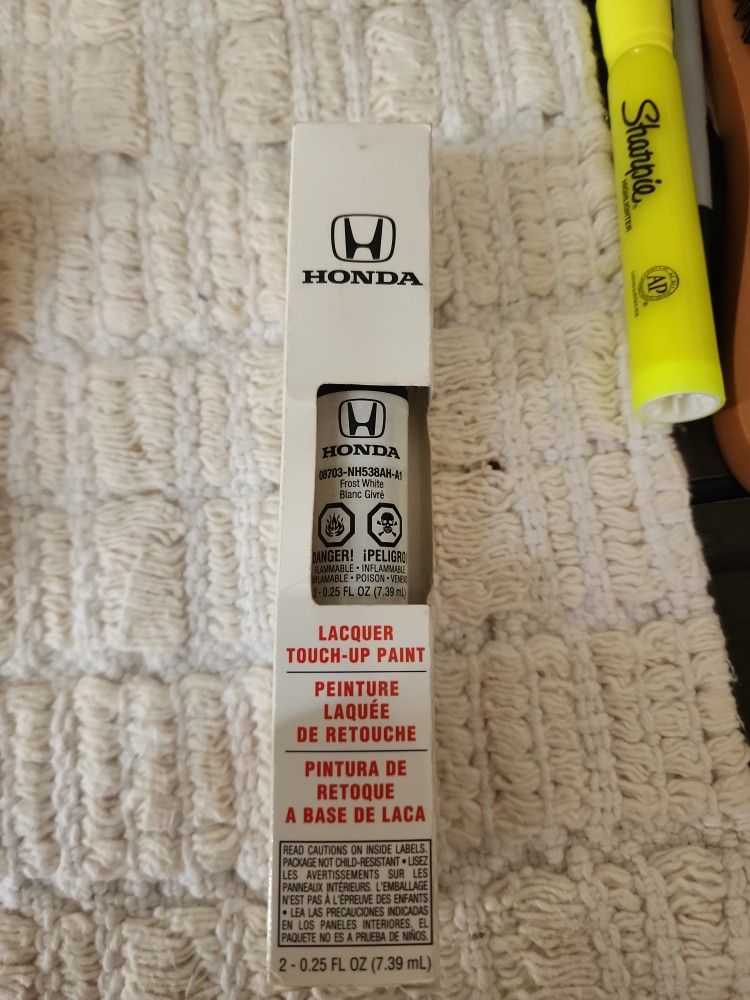 HONDA
HONDA
08703-NH538AH-A1
Frost White
Blanc Givré
DANGER! ¡PELIGRO
FLAMMABLE • INFLAMMABLE
INFLAMABLE • POISON • VENENO
2 - 0.25 FL OZ (7.39 mL)
LACQUER
TOUCH-UP PAINT
PEINTURE
LAQUÉE
DE RETOUCHE
PINTURA DE
RETOQUE
A BASE DE LACA
READ CAUTIONS ON INSIDE LABELS.
PACKAGE NOT CHILD-RESISTANT • LISEZ
LES AVERTISSEMENTS SUR LES
PANNEAUX INTÉRIEURS. L'EMBALLAGE
N'EST PAS À L'ÉPREUVE DES ENFANTS
• LEA LAS PRECAUCIONES INDICADAS
EN LOS PANELES INTERIORES. EL
PAQUETE NO ES A PRUEBA DE NIÑOS.
2 - 0.25 FL OZ (7.39 mL)
Sharpie
HIGHLIGHTER
AP